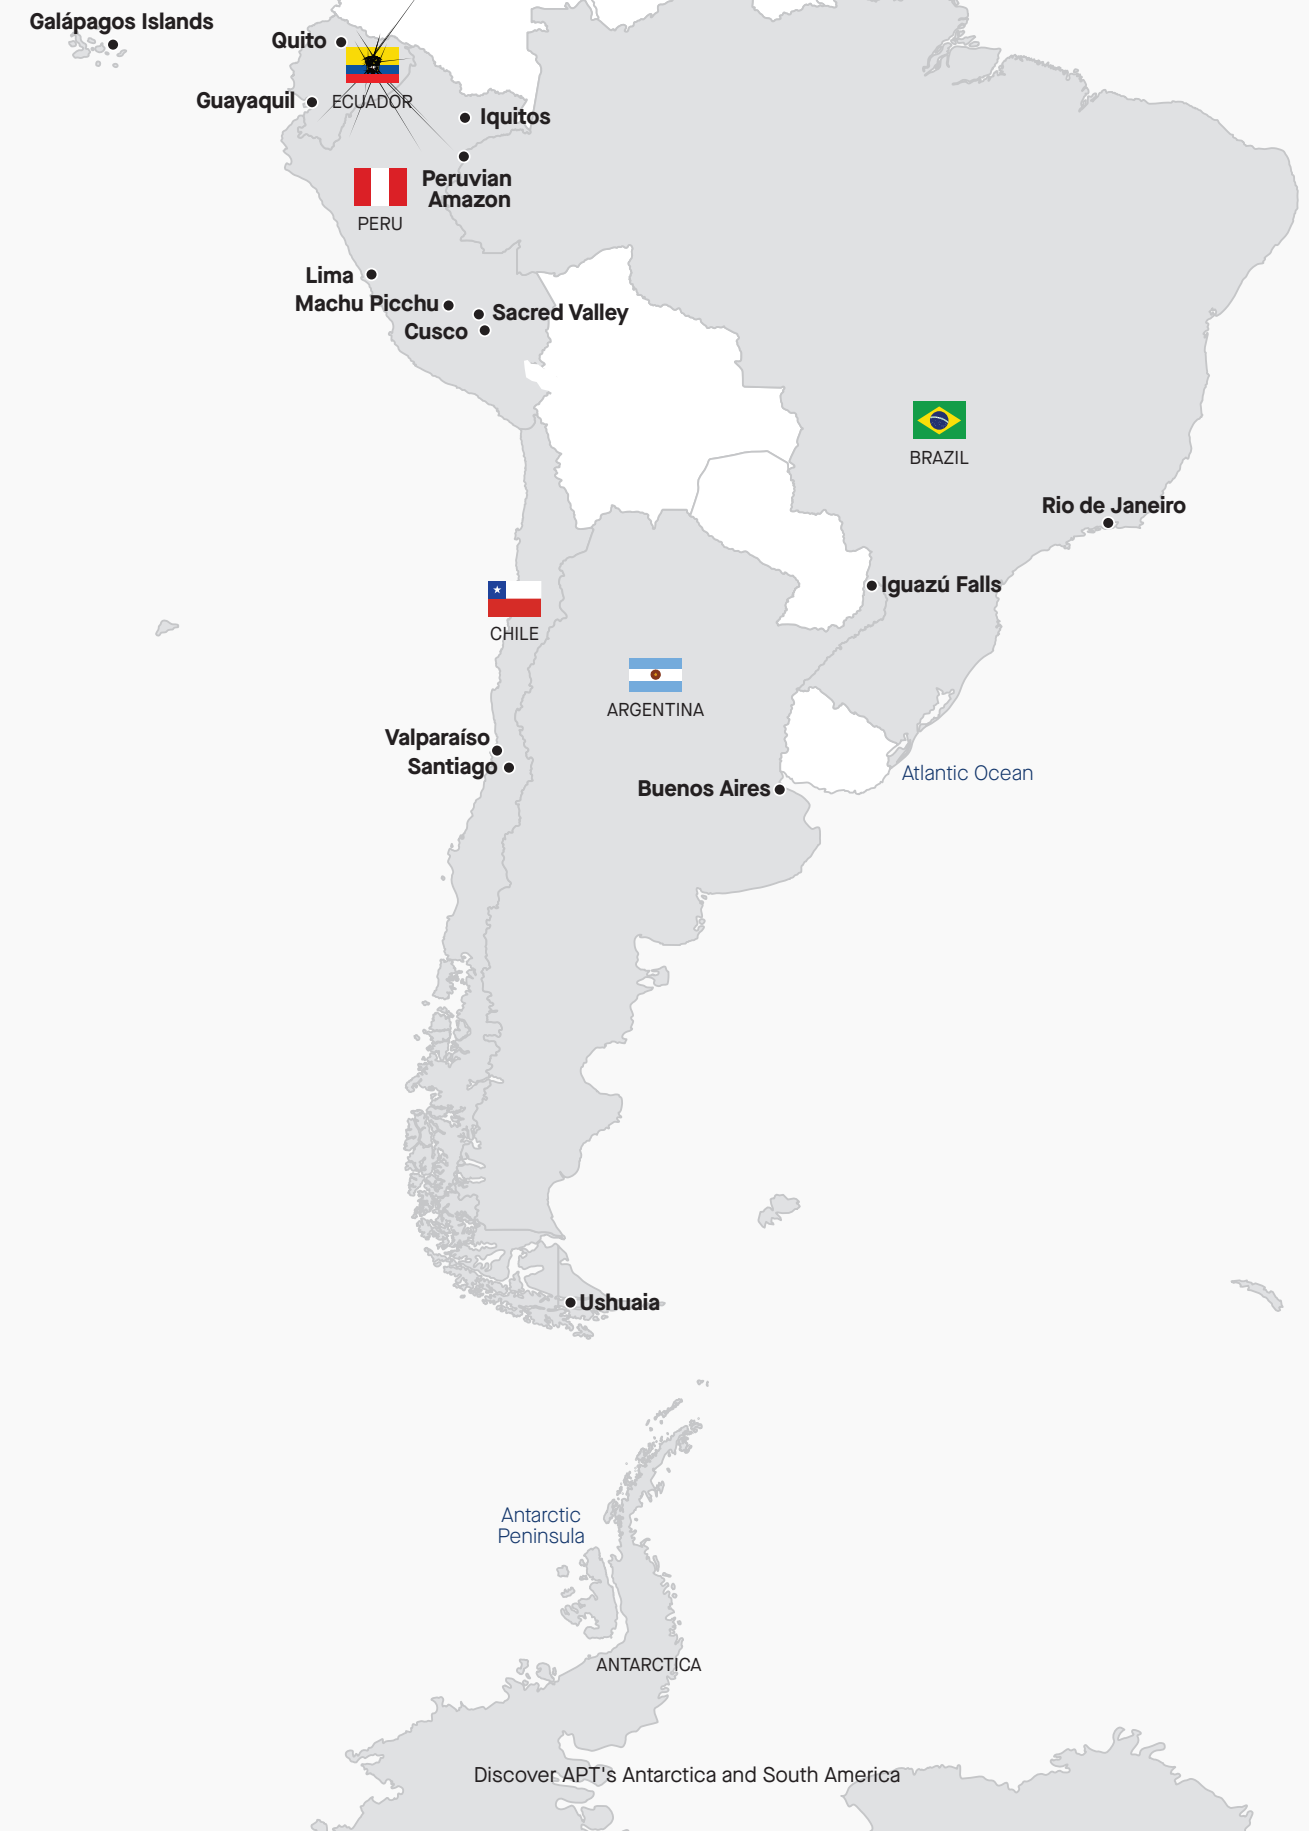 Galápagos Islands
Quito
Guayaquil
ECUADOR
Iquitos
Peruvian
Amazon
PERU
Lima
Machu Picchu
Sacred Valley
Cusco
BRAZIL
Rio de Janeiro
Iguazú Falls
CHILE
ARGENTINA
Valparaíso
Santiago
Atlantic Ocean
Buenos Aires
Ushuaia
Antarctic
Peninsula
ANTARCTICA
Discover APT's Antarctica and South America